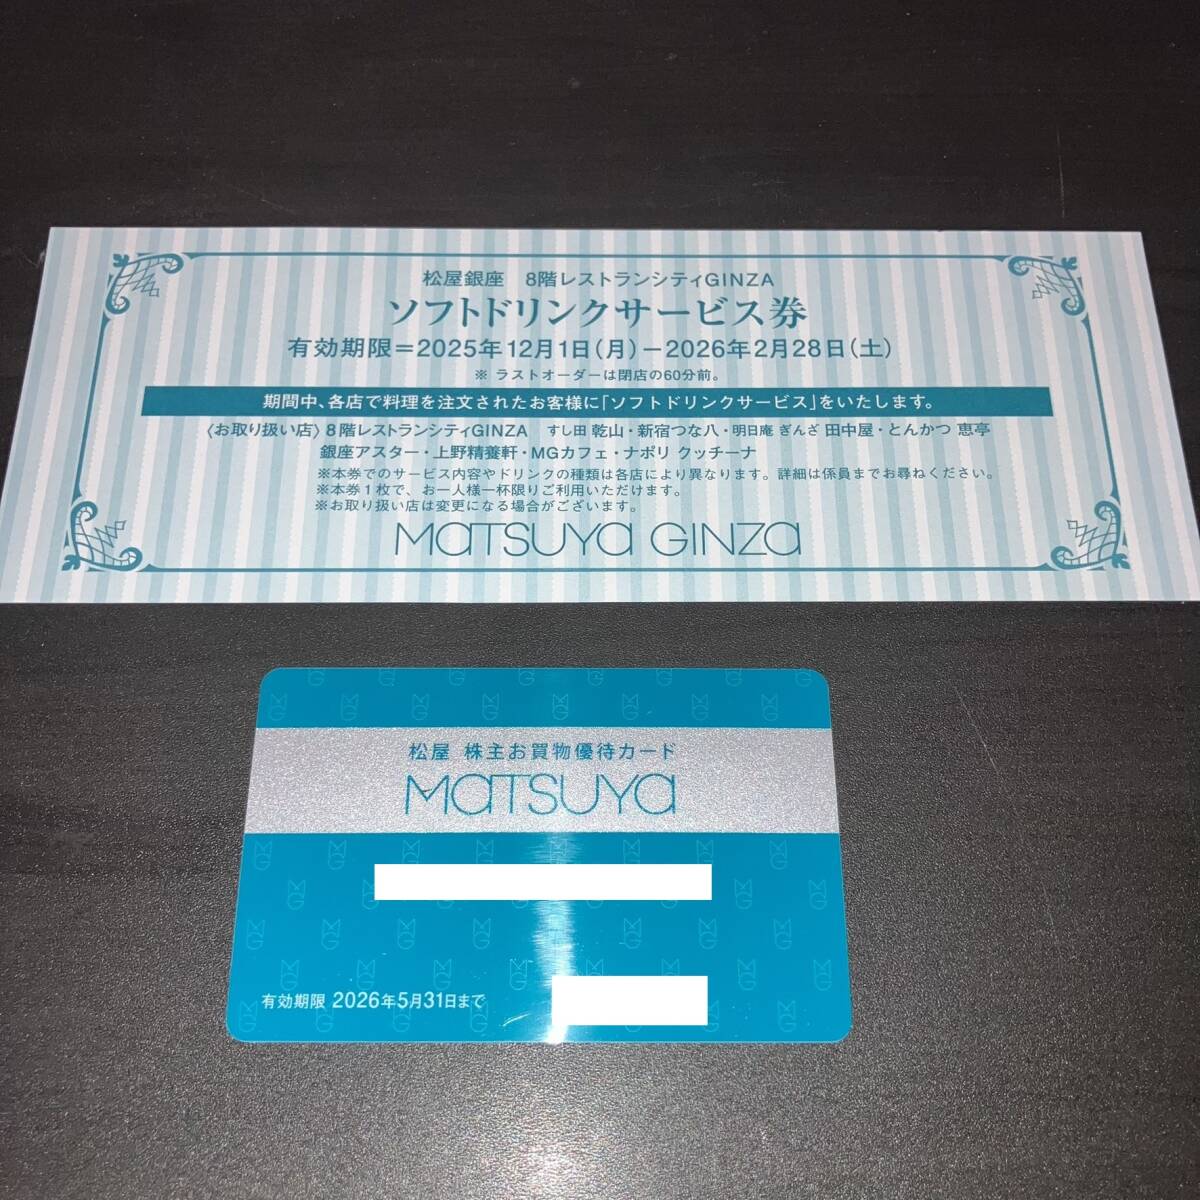 松屋銀座　8階レストランシティGINZA
ソフトドリンクサービス券
有効期限＝2025年12月1日(月)－2026年2月28日(土)
※ ラストオーダーは閉店の60分前。
期間中、各店で料理を注文されたお客様に「ソフトドリンクサービス」をいたします。
〈お取り扱い店〉8階レストランシティGINZA　すし田 乾山・新宿つな八・明日庵 ぎんざ 田中屋・とんかつ 恵亭
銀座アスター・上野精養軒・MGカフェ・ナポリ クッチーナ
※本券でのサービス内容やドリンクの種類は各店により異なります。詳細は係員までお尋ねください。
※本券1枚で、お一人様一杯限りご利用いただけます。
※お取り扱い店は変更になる場合がございます。
MATSUYA GINZA
松屋 株主お買物優待カード
MATSUYA
有効期限 2026年5月31日まで